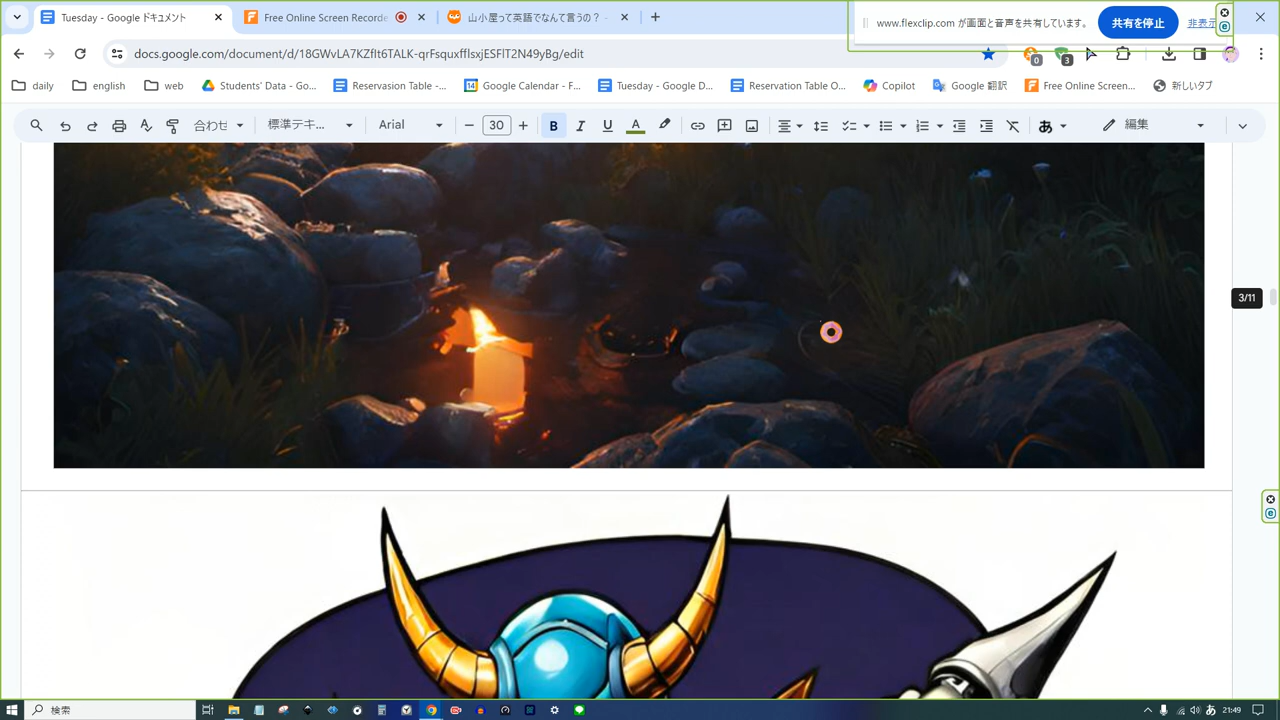 Tuesday - Google ドキュメント
Free Online Screen Recorde
山小屋って英語でなんて言うの？ -
www.flexclip.com が画面と音声を共有しています。
共有を停止
非表示
docs.google.com/document/d/
/edit
0
3
daily
english
web
Students' Data - Go...
Reservasion Table -...
Google Calendar - F...
Tuesday - Google D...
Reservation Table O...
Copilot
Google 翻訳
Free Online Screen...
新しいタブ
合わせ
標準テキ...
Arial
30
B
I
U
A
あ
編集
3/11
検索
あ
21:49